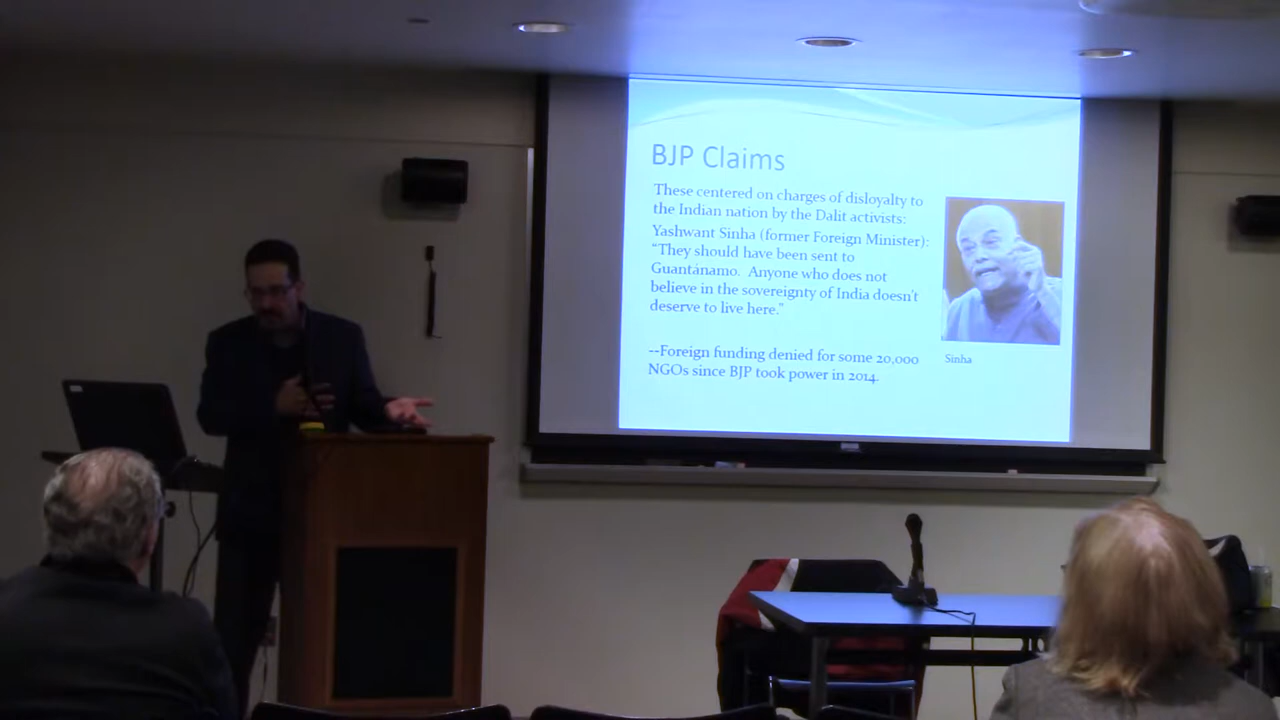 BJP Claims
These centered on charges of disloyalty to
the Indian nation by the Dalit activists:
Yashwant Sinha (former Foreign Minister):
“They should have been sent to
Guantánamo. Anyone who does not
believe in the sovereignty of India doesn't
deserve to live here.”
--Foreign funding denied for some 20,000
NGOs since BJP took power in 2014.
Sinha